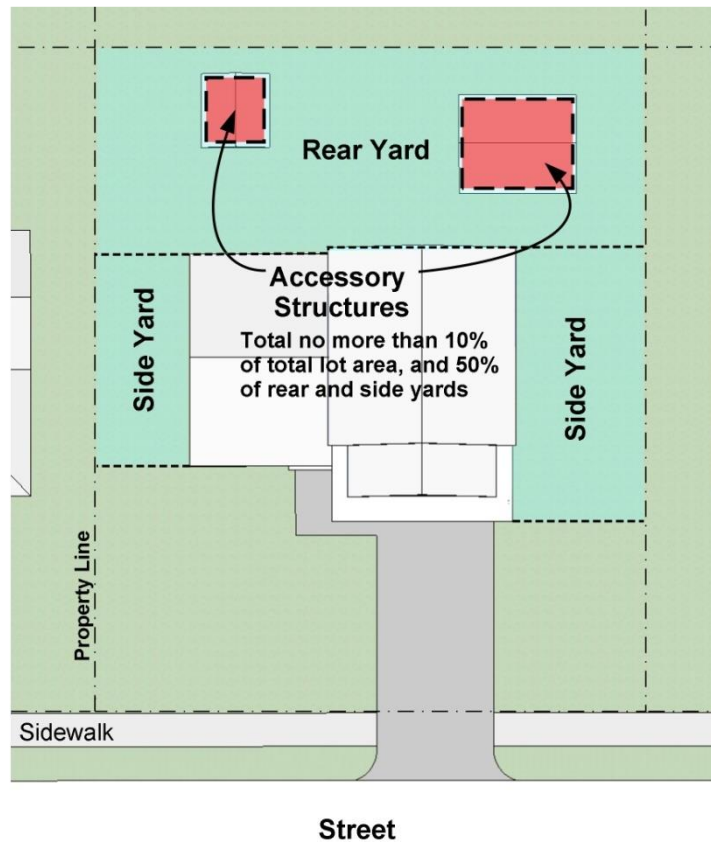 Rear Yard
Accessory
Structures
Total no more than 10%
of total lot area, and 50%
of rear and side yards
Side Yard
Side Yard
Property Line
Sidewalk
Street